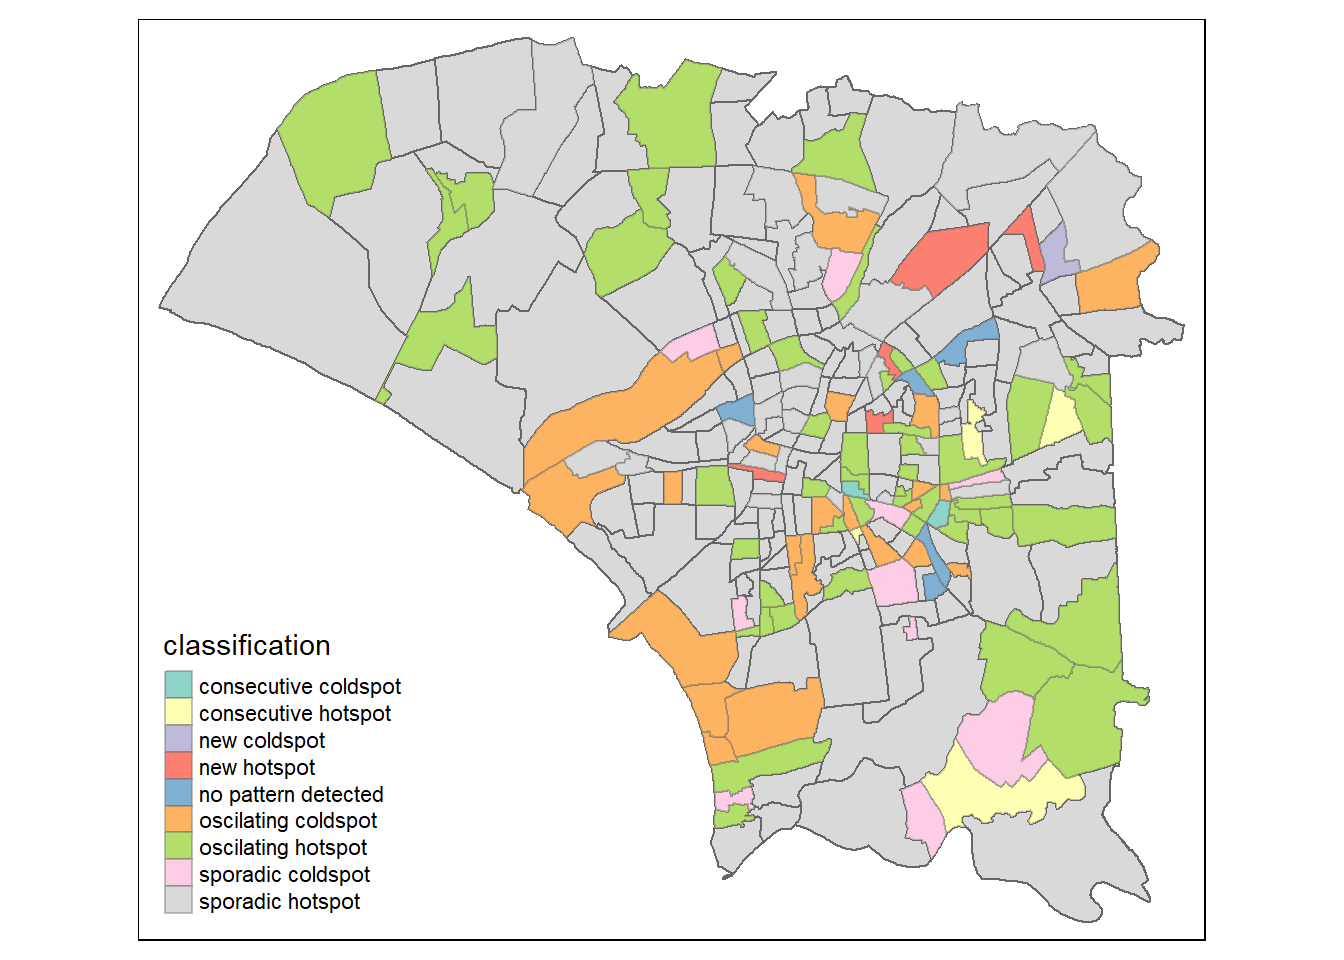 classification
consecutive coldspot
consecutive hotspot
new coldspot
new hotspot
no pattern detected
oscilating coldspot
oscilating hotspot
sporadic coldspot
sporadic hotspot